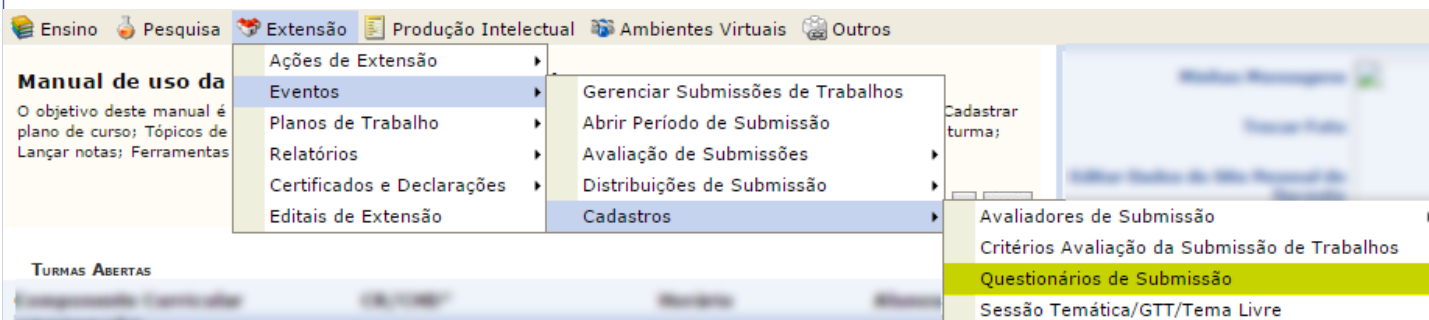 Ensino Pesquisa Extensão Produção Intelectual Ambientes Virtuais Outros
Manual de uso da
O objetivo deste manual é
plano de curso; Tópicos de
Lançar notas; Ferramentas
Cadastrar
turma;
Ações de Extensão
Eventos
Planos de Trabalho
Relatórios
Certificados e Declarações
Editais de Extensão
Gerenciar Submissões de Trabalhos
Abrir Período de Submissão
Avaliação de Submissões
Distribuições de Submissão
Cadastros
Avaliadores de Submissão
Critérios Avaliação da Submissão de Trabalhos
Questionários de Submissão
Sessão Temática/GTT/Tema Livre
Turmas Abertas